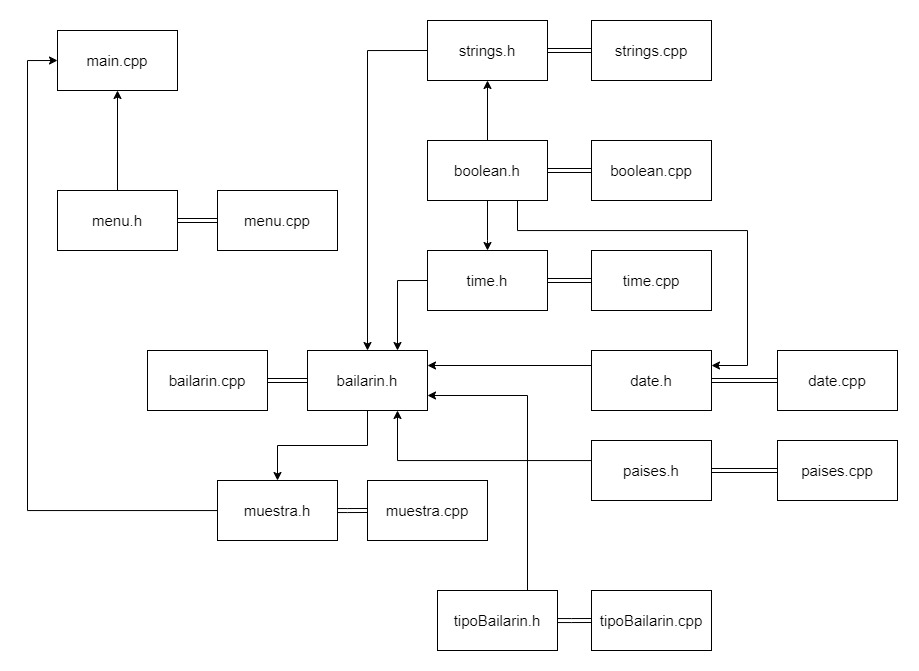 main.cpp
strings.h
strings.cpp
boolean.h
boolean.cpp
menu.h
menu.cpp
time.h
time.cpp
bailarin.cpp
bailarin.h
date.h
date.cpp
paises.h
paises.cpp
muestra.h
muestra.cpp
tipoBailarin.h
tipoBailarin.cpp